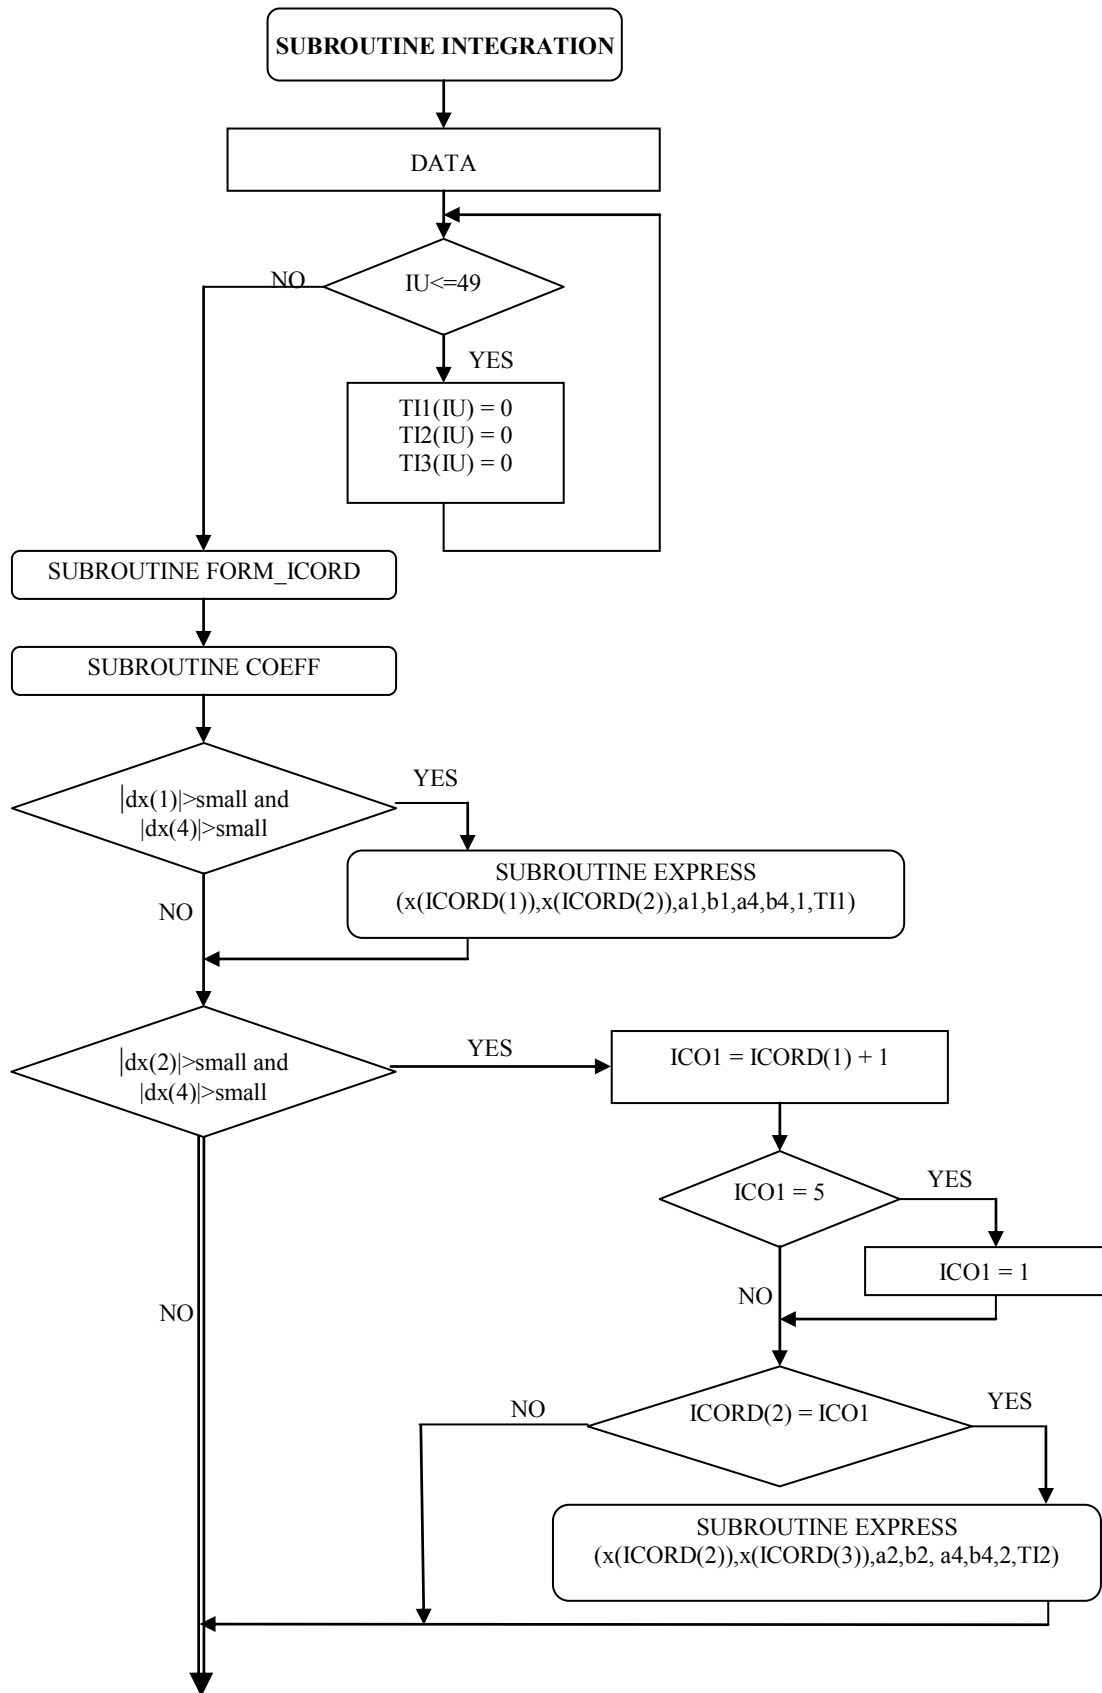 SUBROUTINE INTEGRATION
DATA
IU<=49
NO
YES
TI1(IU) = 0
TI2(IU) = 0
TI3(IU) = 0
SUBROUTINE FORM_ICORD
SUBROUTINE COEFF
|dx(1)|>small and
|dx(4)|>small
YES
NO
SUBROUTINE EXPRESS
(x(ICORD(1)),x(ICORD(2)),a1,b1,a4,b4,1,TI1)
|dx(2)|>small and
|dx(4)|>small
YES
NO
ICO1 = ICORD(1) + 1
ICO1 = 5
YES
ICO1 = 1
NO
ICORD(2) = ICO1
NO
YES
SUBROUTINE EXPRESS
(x(ICORD(2)),x(ICORD(3)),a2,b2, a4,b4,2,TI2)